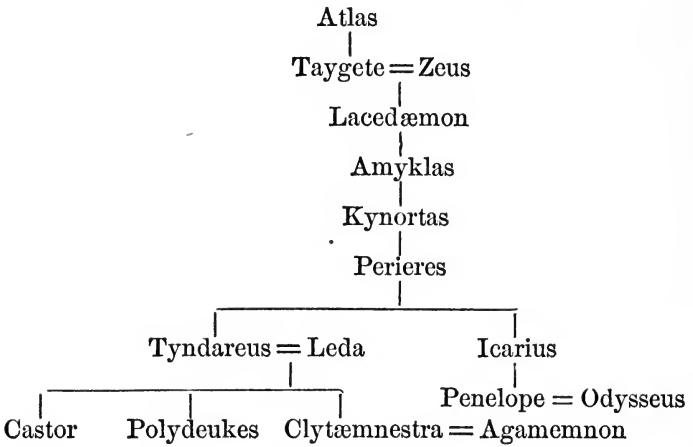 Atlas
Taygete = Zeus
Lacedæmon
Amyklas
Kynortas
Perieres
Tyndareus = Leda Icarius
Penelope = Odysseus
Castor Polydeukes Clytæmnestra = Agamemnon